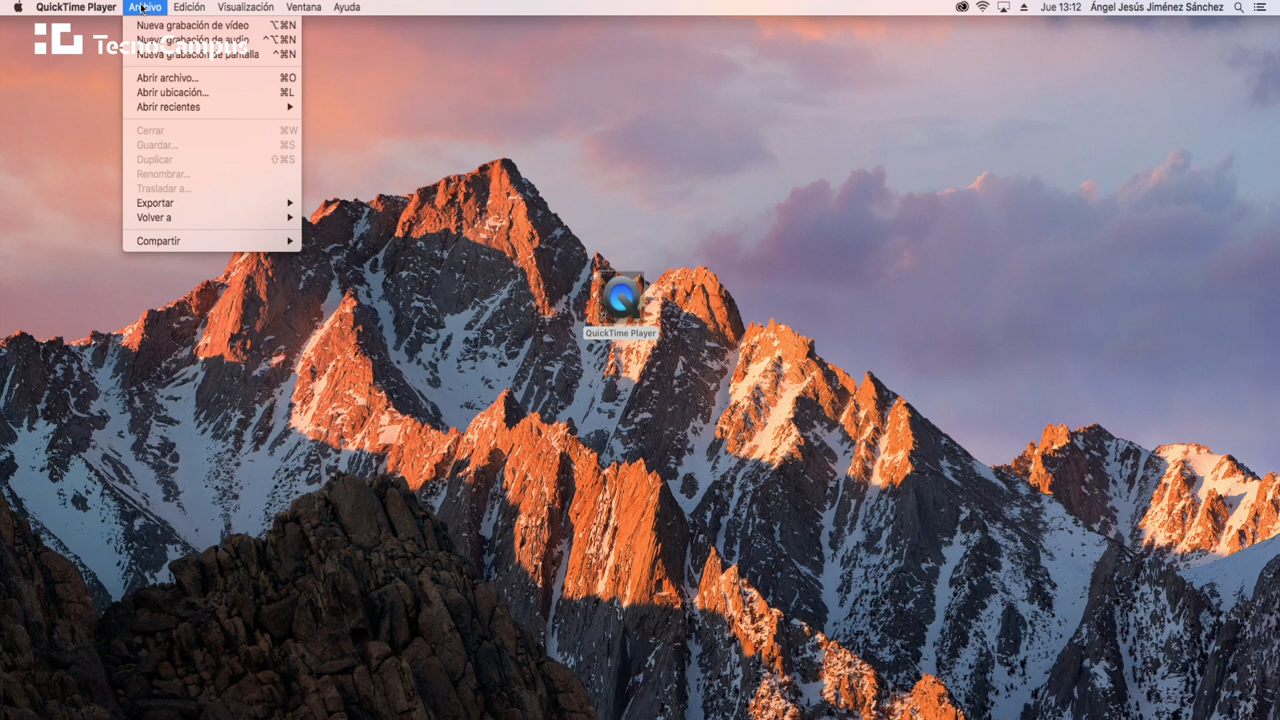 QuickTime Player Archivo Edición Visualización Ventana Ayuda Jue 13:12 Ángel Jesús Jiménez Sánchez
TecnoCampus
Nueva grabación de vídeo ⌥⌘N
Nueva grabación de audio ^⌥⌘N
Nueva grabación de pantalla ^⌘N
Abrir archivo... ⌘O
Abrir ubicación... ⌘L
Abrir recientes
Cerrar ⌘W
Guardar... ⌘S
Duplicar ⇧⌘S
Renombrar...
Trasladar a...
Exportar
Volver a
Compartir
QuickTime Player